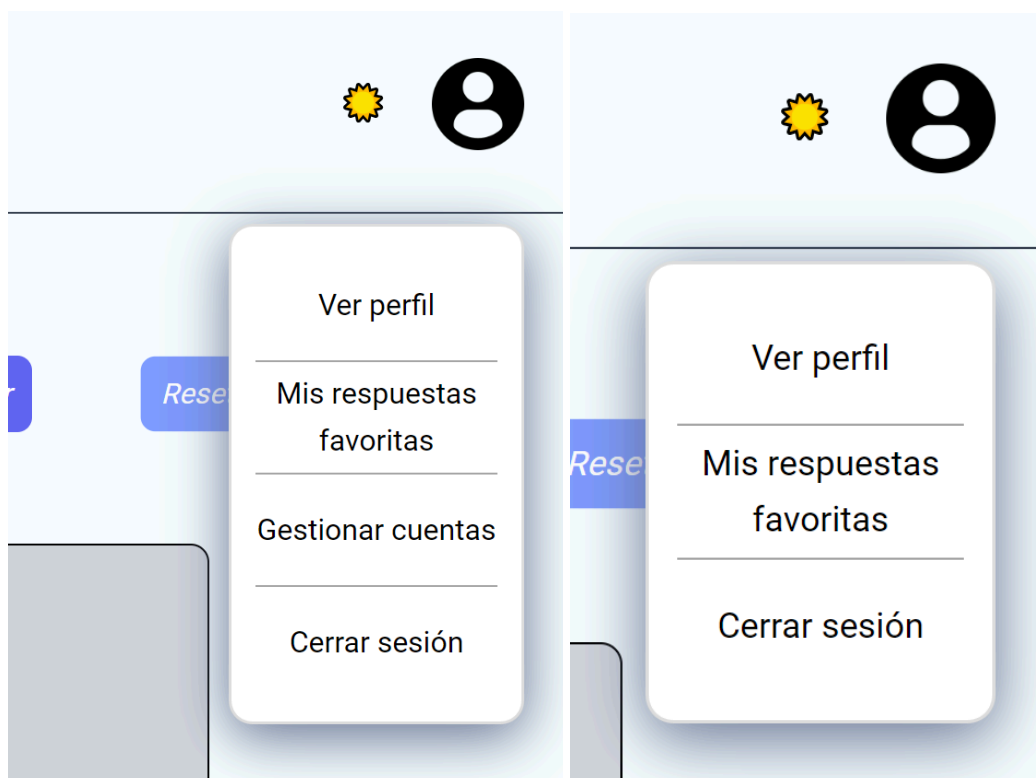 Ver perfil
Mis respuestas
favoritas
Gestionar cuentas
Cerrar sesión
Ver perfil
Mis respuestas
favoritas
Cerrar sesión